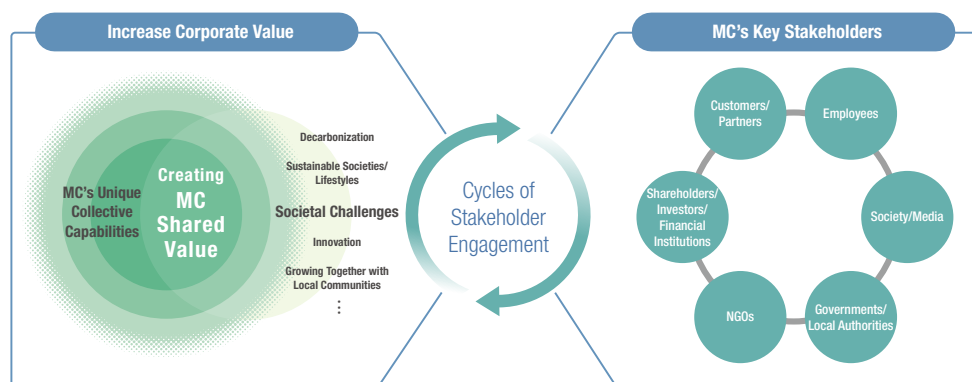 Increase Corporate Value
MC's Unique
Collective
Capabilities
Creating
MC
Shared
Value
Decarbonization
Sustainable Societies/
Lifestyles
Societal Challenges
Innovation
Growing Together with
Local Communities
⋮
Cycles of
Stakeholder
Engagement
MC's Key Stakeholders
Customers/
Partners
Employees
Shareholders/
Investors/
Financial
Institutions
Society/Media
NGOs
Governments/
Local Authorities